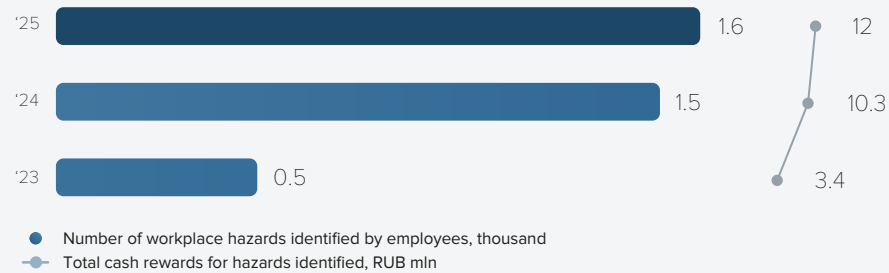 ‘25 1.6 12
‘24 1.5 10.3
‘23 0.5 3.4
Number of workplace hazards identified by employees, thousand
Total cash rewards for hazards identified, RUB mln